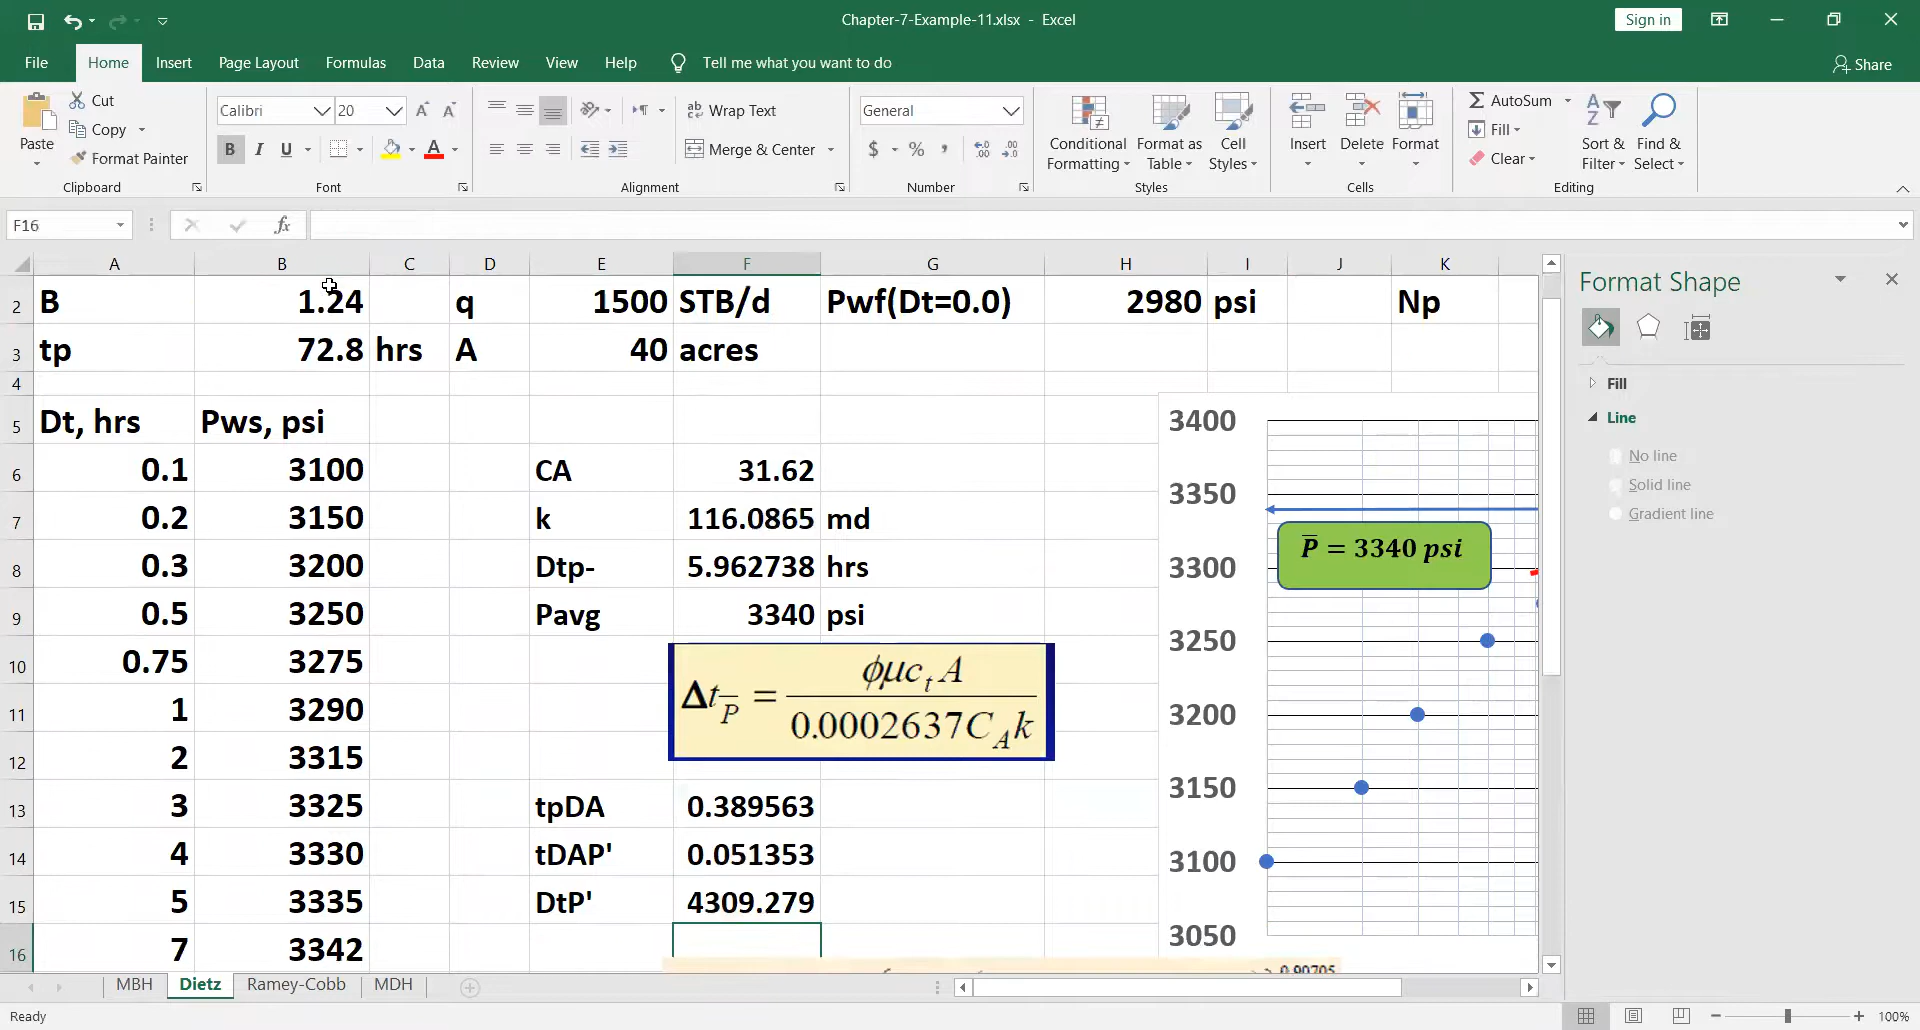 Chapter-7-Example-11.xlsx - Excel
Sign in
File Home Insert Page Layout Formulas Data Review View Help Tell me what you want to do Share
Paste
Cut
Copy
Format Painter
Clipboard
Calibri 20
B I U
Font
Wrap Text
Merge & Center
Alignment
General
$ % ,
Number
Conditional Formatting
Format as Table
Cell Styles
Styles
Insert Delete Format
Cells
AutoSum
Fill
Clear
Sort & Filter
Find & Select
Editing
F16 fx
A B C D E F G H I J K
2 B 1.24 q 1500 STB/d Pwf(Dt=0.0) 2980 psi Np
3 tp 72.8 hrs A 40 acres
4
5 Dt, hrs Pws, psi
6 0.1 3100 CA 31.62
7 0.2 3150 k 116.0865 md
8 0.3 3200 Dtp- 5.962738 hrs
9 0.5 3250 Pavg 3340 psi
10 0.75 3275
11 1 3290
12 2 3315
13 3 3325 tpDA 0.389563
14 4 3330 tDAP' 0.051353
15 5 3335 DtP' 4309.279
16 7 3342
Δt_P̅ = ϕμc_t A / 0.0002637C_A k
3400
3350
3300
3250
3200
3150
3100
3050
P̅ = 3340 psi
0.90705
Format Shape
Fill
Line
No line
Solid line
Gradient line
MBH Dietz Ramey-Cobb MDH
Ready
100%